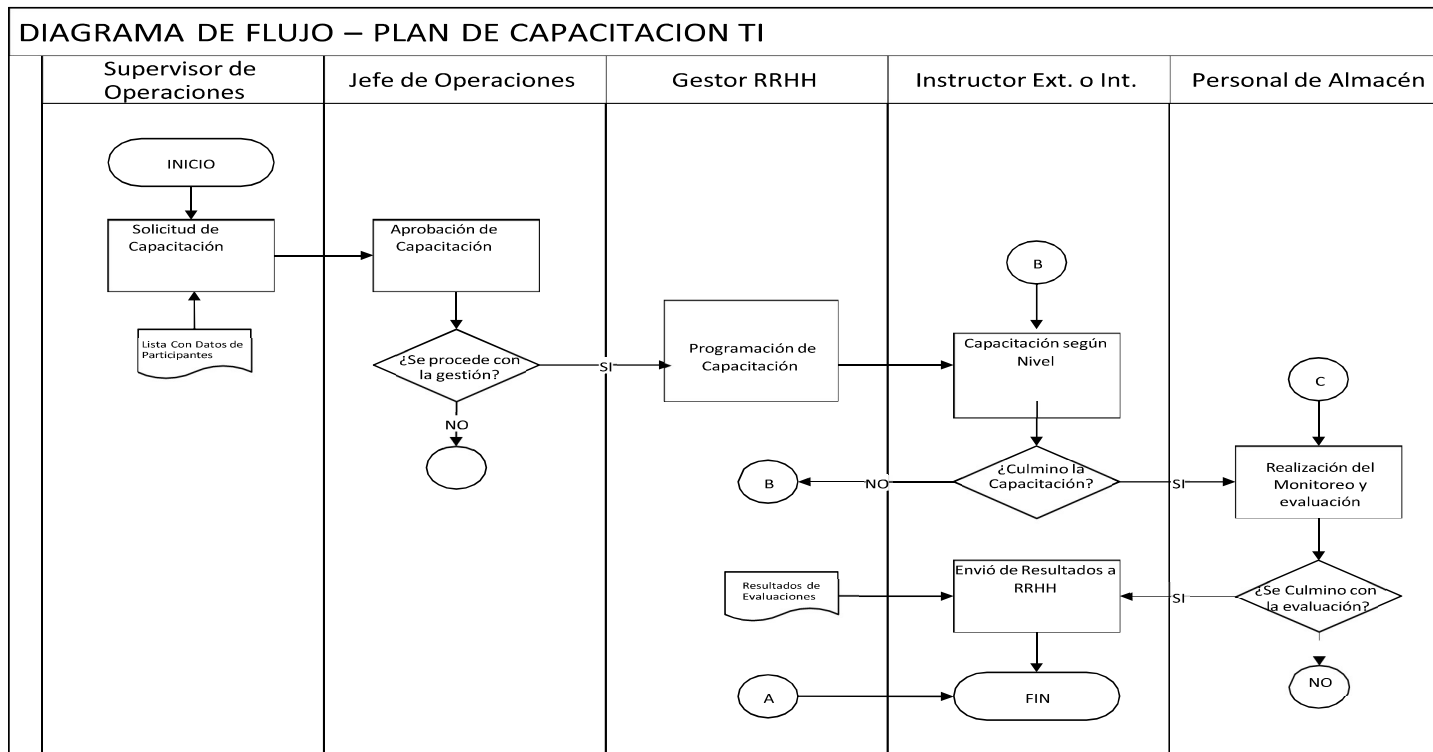 DIAGRAMA DE FLUJO – PLAN DE CAPACITACION TI
Supervisor de
Operaciones
Jefe de Operaciones
Gestor RRHH
Instructor Ext. o Int.
Personal de Almacén
INICIO
Solicitud de
Capacitación
Lista Con Datos de
Participantes
Aprobación de
Capacitación
¿Se procede con
la gestión?
SI
NO
Programación de
Capacitación
B
Capacitación según
Nivel
¿Culmino la
Capacitación?
NO
B
SI
C
Realización del
Monitoreo y
evaluación
¿Se Culmino con
la evaluación?
SI
NO
Resultados de
Evaluaciones
Envió de Resultados a
RRHH
A
FIN